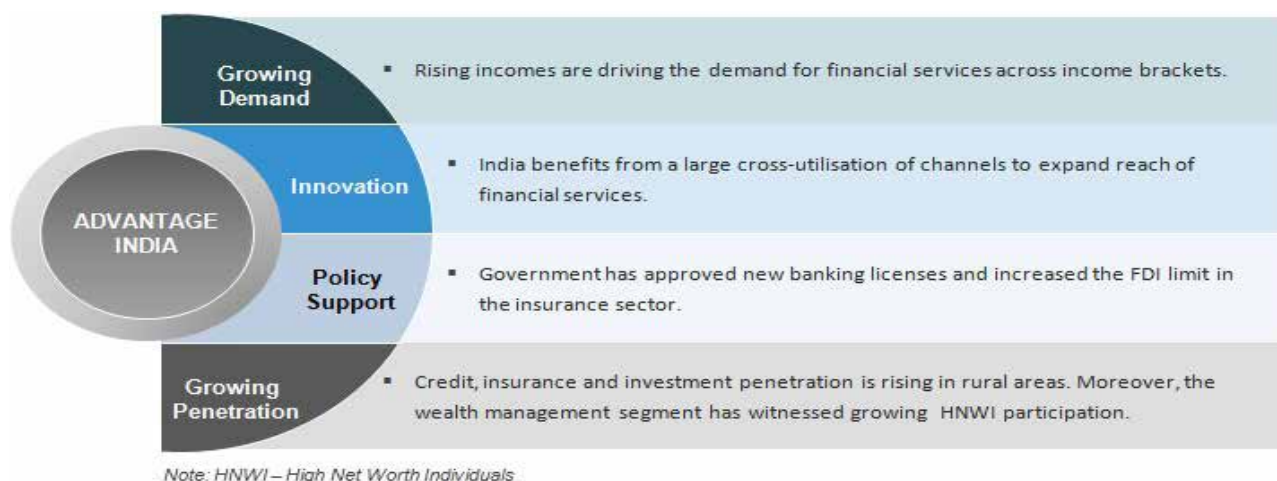 Growing
Demand
▪ Rising incomes are driving the demand for financial services across income brackets.
Innovation
▪ India benefits from a large cross-utilisation of channels to expand reach of
financial services.
ADVANTAGE
INDIA
Policy
Support
▪ Government has approved new banking licenses and increased the FDI limit in
the insurance sector.
Growing
Penetration
▪ Credit, insurance and investment penetration is rising in rural areas. Moreover, the
wealth management segment has witnessed growing HNWI participation.
Note: HNWI – High Net Worth Individuals